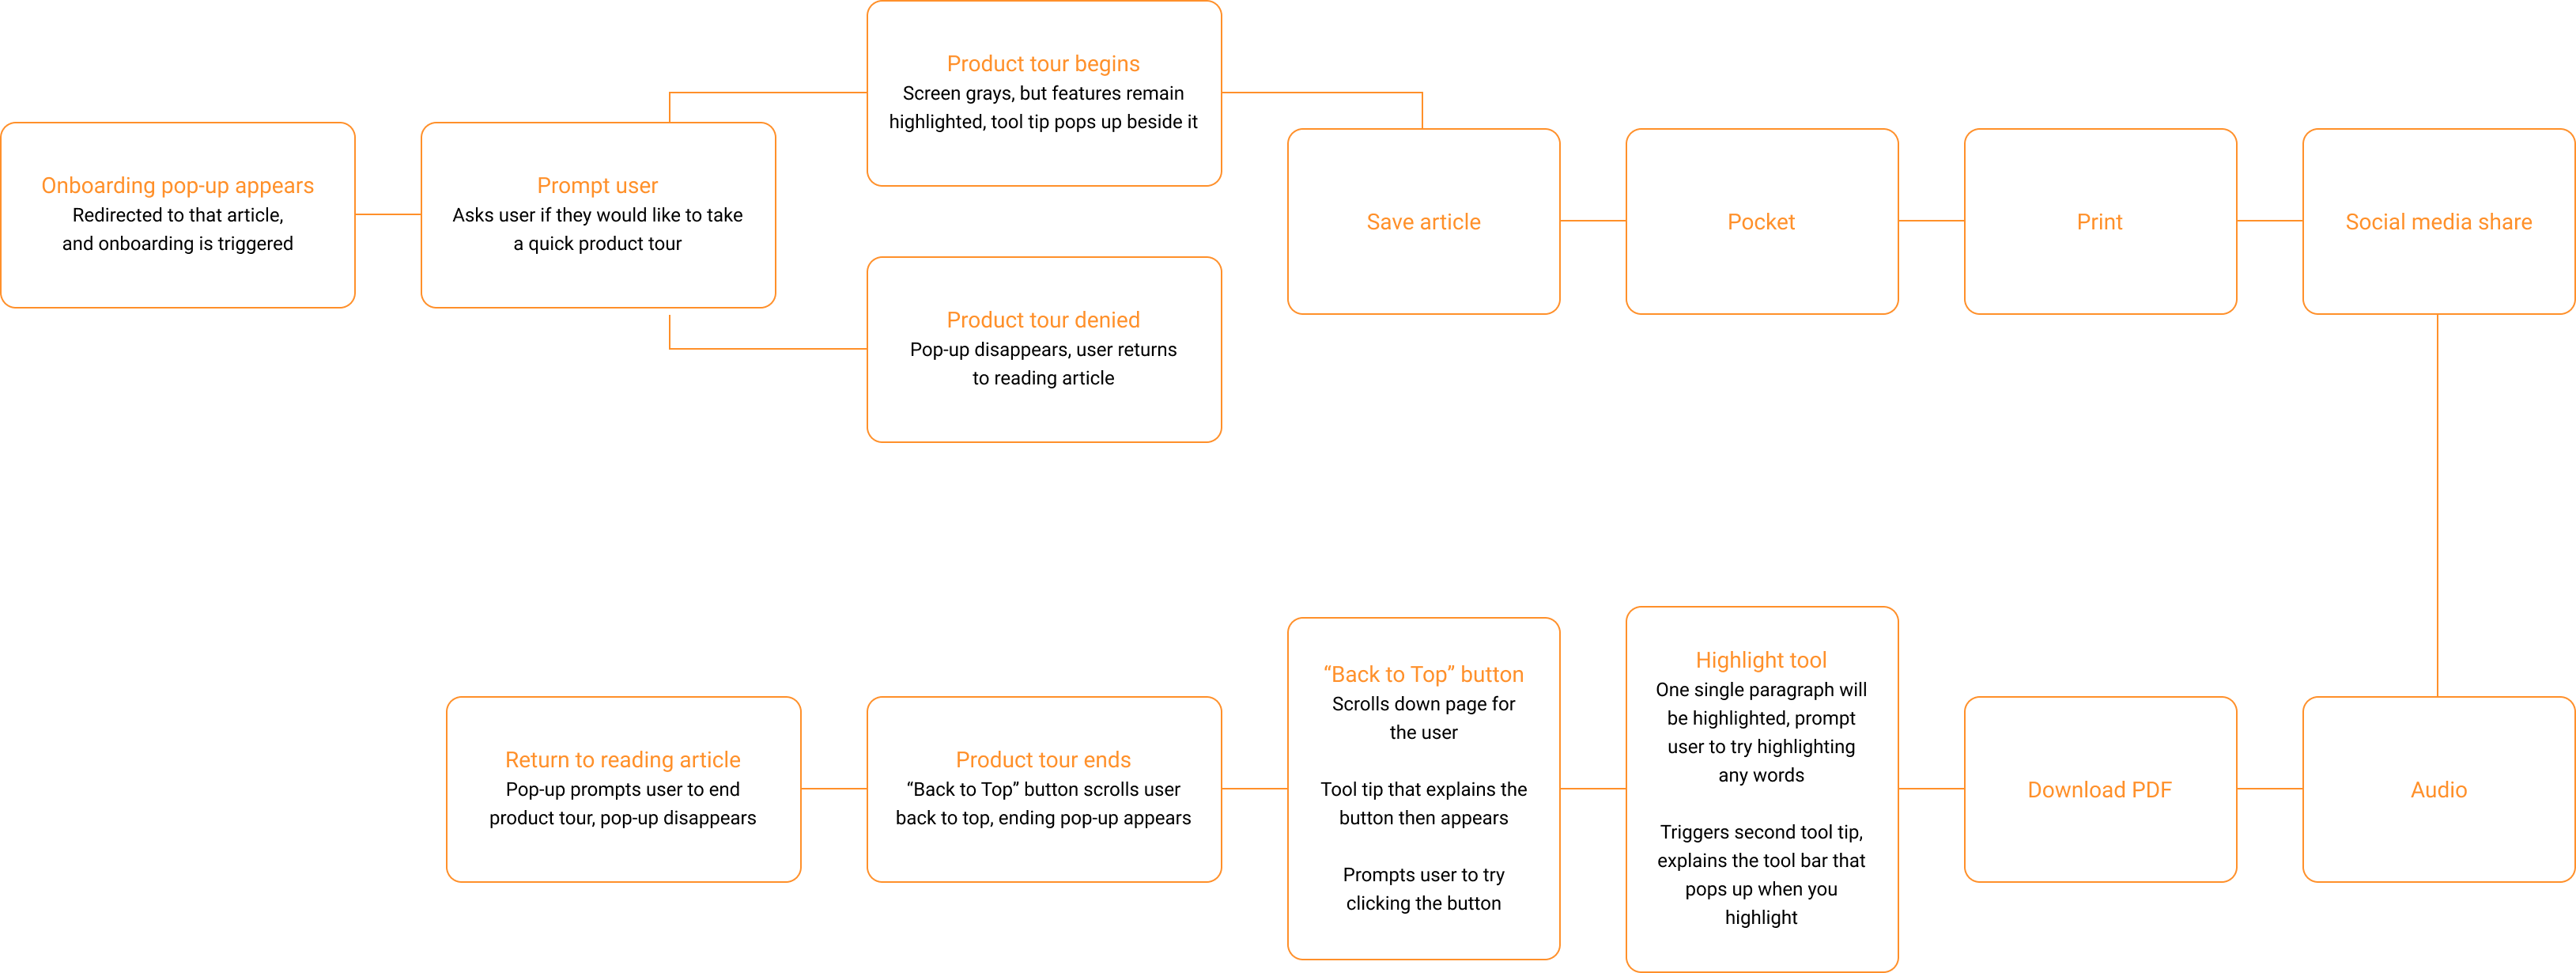 Onboarding pop-up appears
Redirected to that article,
and onboarding is triggered
Prompt user
Asks user if they would like to take
a quick product tour
Product tour begins
Screen grays, but features remain
highlighted, tool tip pops up beside it
Product tour denied
Pop-up disappears, user returns
to reading article
Save article
Pocket
Print
Social media share
Audio
Download PDF
Highlight tool
One single paragraph will
be highlighted, prompt
user to try highlighting
any words
Triggers second tool tip,
explains the tool bar that
pops up when you
highlight
“Back to Top” button
Scrolls down page for
the user
Tool tip that explains the
button then appears
Prompts user to try
clicking the button
Product tour ends
“Back to Top” button scrolls user
back to top, ending pop-up appears
Return to reading article
Pop-up prompts user to end
product tour, pop-up disappears